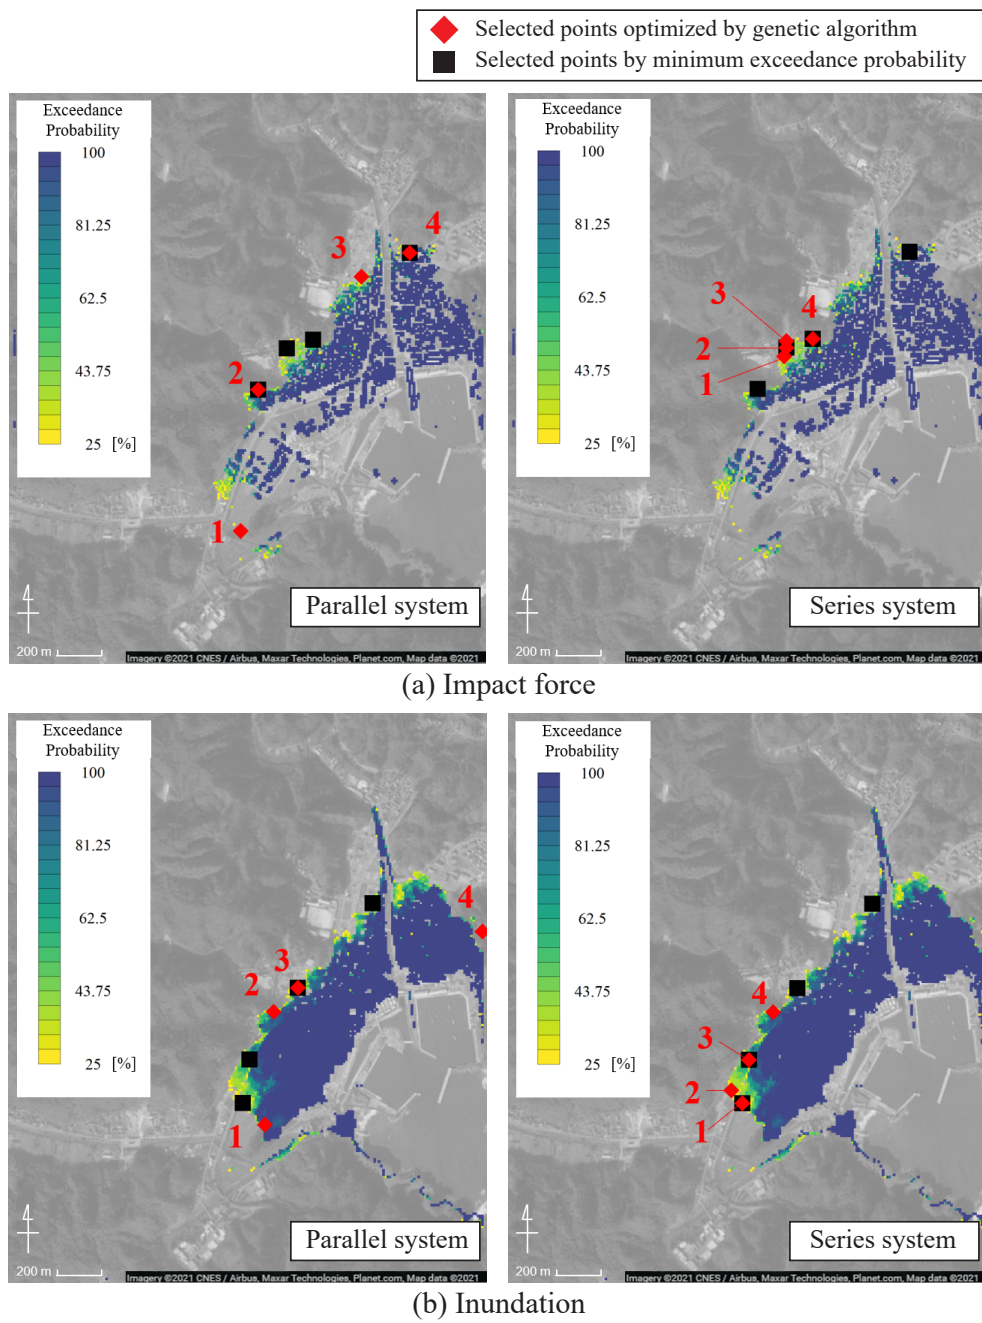 Selected points optimized by genetic algorithm
Selected points by minimum exceedance probability
Exceedance
Probability
100
81.25
62.5
43.75
25 [%]
4
3
2
1
Parallel system
200 m
Imagery ©2021 CNES / Airbus, Maxar Technologies, Planet.com, Map data ©2021
Exceedance
Probability
100
81.25
62.5
43.75
25 [%]
3
4
2
1
Series system
200 m
Imagery ©2021 CNES / Airbus, Maxar Technologies, Planet.com, Map data ©2021
(a) Impact force
Exceedance
Probability
100
81.25
62.5
43.75
25 [%]
4
3
2
1
Parallel system
200 m
Imagery ©2021 CNES / Airbus, Maxar Technologies, Planet.com, Map data ©2021
Exceedance
Probability
100
81.25
62.5
43.75
25 [%]
4
3
2
1
Series system
200 m
Imagery ©2021 CNES / Airbus, Maxar Technologies, Planet.com, Map data ©2021
(b) Inundation